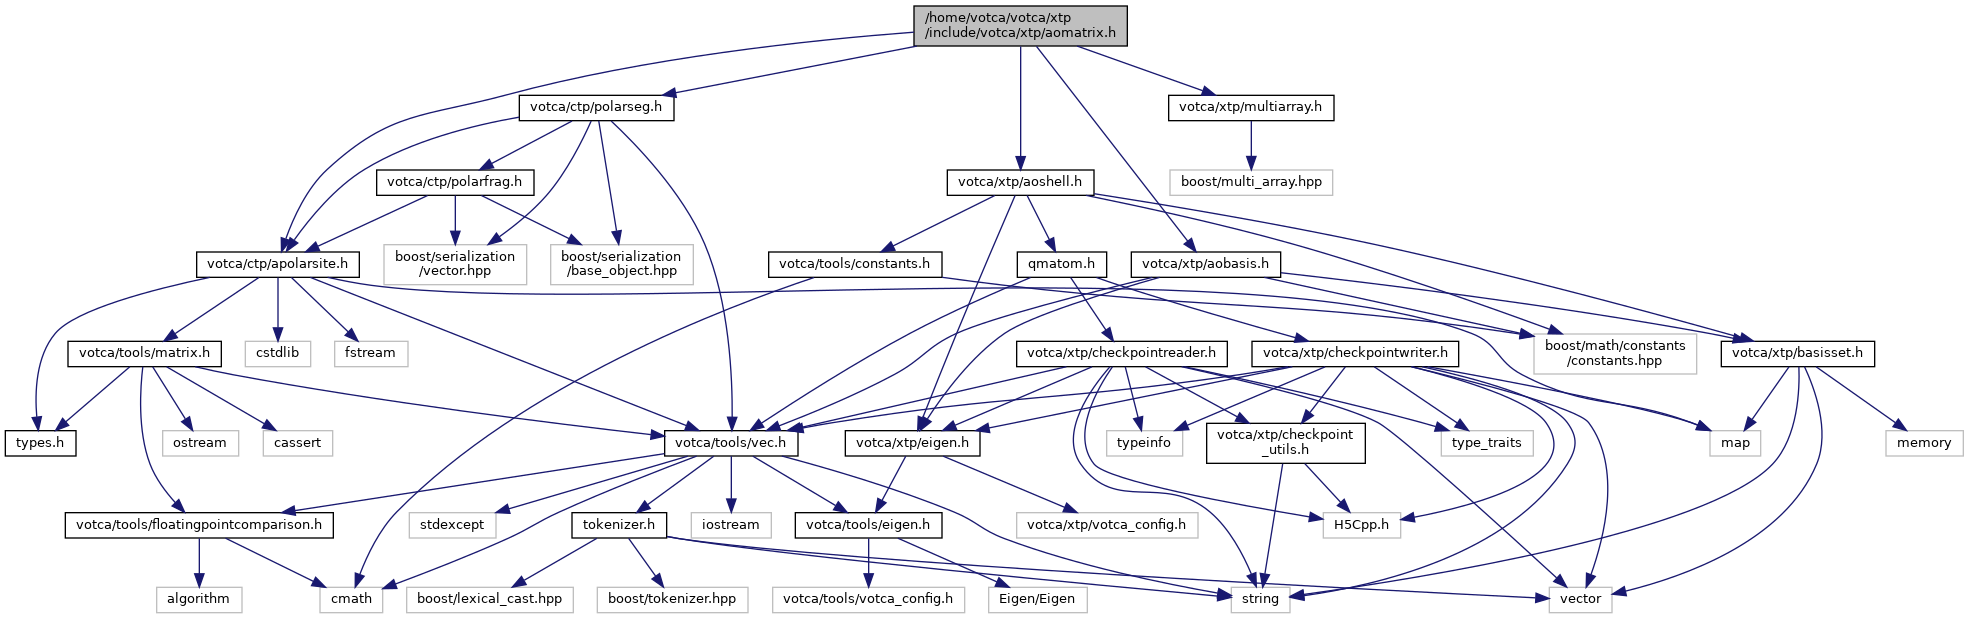 /home/votca/votca/xtp
/include/votca/xtp/aomatrix.h
votca/ctp/polarseg.h
votca/xtp/multiarray.h
votca/ctp/polarfrag.h
votca/xtp/aoshell.h
boost/multi_array.hpp
votca/ctp/apolarsite.h
boost/serialization
/vector.hpp
boost/serialization
/base_object.hpp
votca/tools/constants.h
qmatom.h
votca/xtp/aobasis.h
votca/tools/matrix.h
cstdlib
fstream
votca/xtp/checkpointreader.h
votca/xtp/checkpointwriter.h
boost/math/constants
/constants.hpp
votca/xtp/basisset.h
types.h
ostream
cassert
votca/tools/vec.h
votca/xtp/eigen.h
typeinfo
votca/xtp/checkpoint
_utils.h
type_traits
map
memory
votca/tools/floatingpointcomparison.h
stdexcept
tokenizer.h
iostream
votca/tools/eigen.h
votca/xtp/votca_config.h
H5Cpp.h
algorithm
cmath
boost/lexical_cast.hpp
boost/tokenizer.hpp
votca/tools/votca_config.h
Eigen/Eigen
string
vector